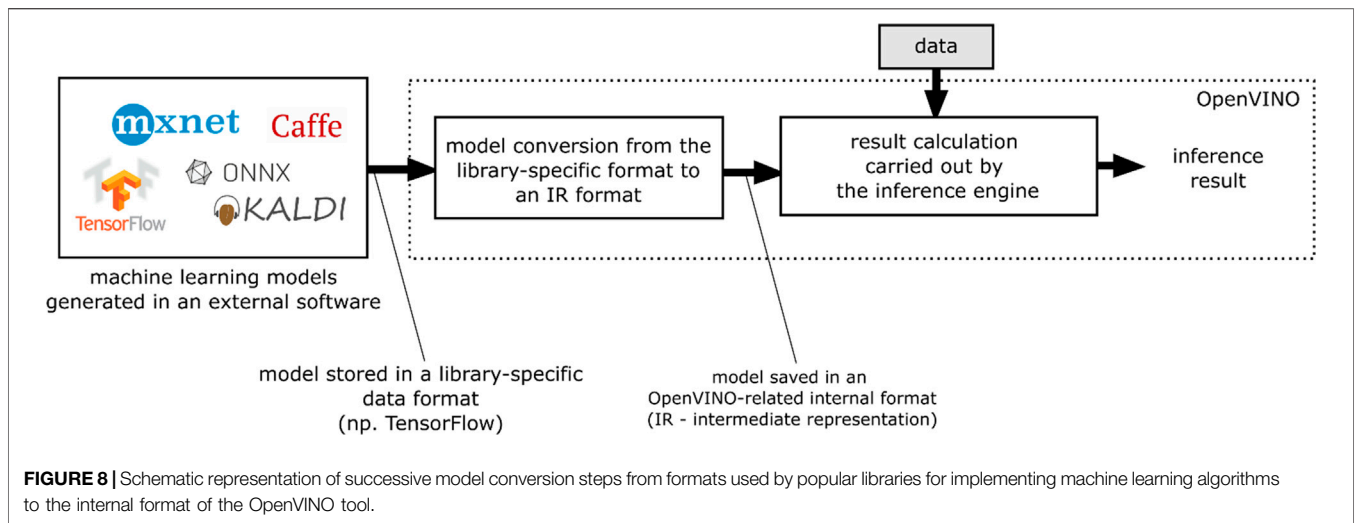 data
OpenVINO
mxnet
Caffe
TensorFlow
ONNX
KALDI
model conversion from the
library-specific format to
an IR format
result calculation
carried out by
the inference engine
inference
result
machine learning models
generated in an external software
model stored in a library-specific
data format
(np. TensorFlow)
model saved in an
OpenVINO-related internal format
(IR - intermediate representation)
FIGURE 8 | Schematic representation of successive model conversion steps from formats used by popular libraries for implementing machine learning algorithms
to the internal format of the OpenVINO tool.